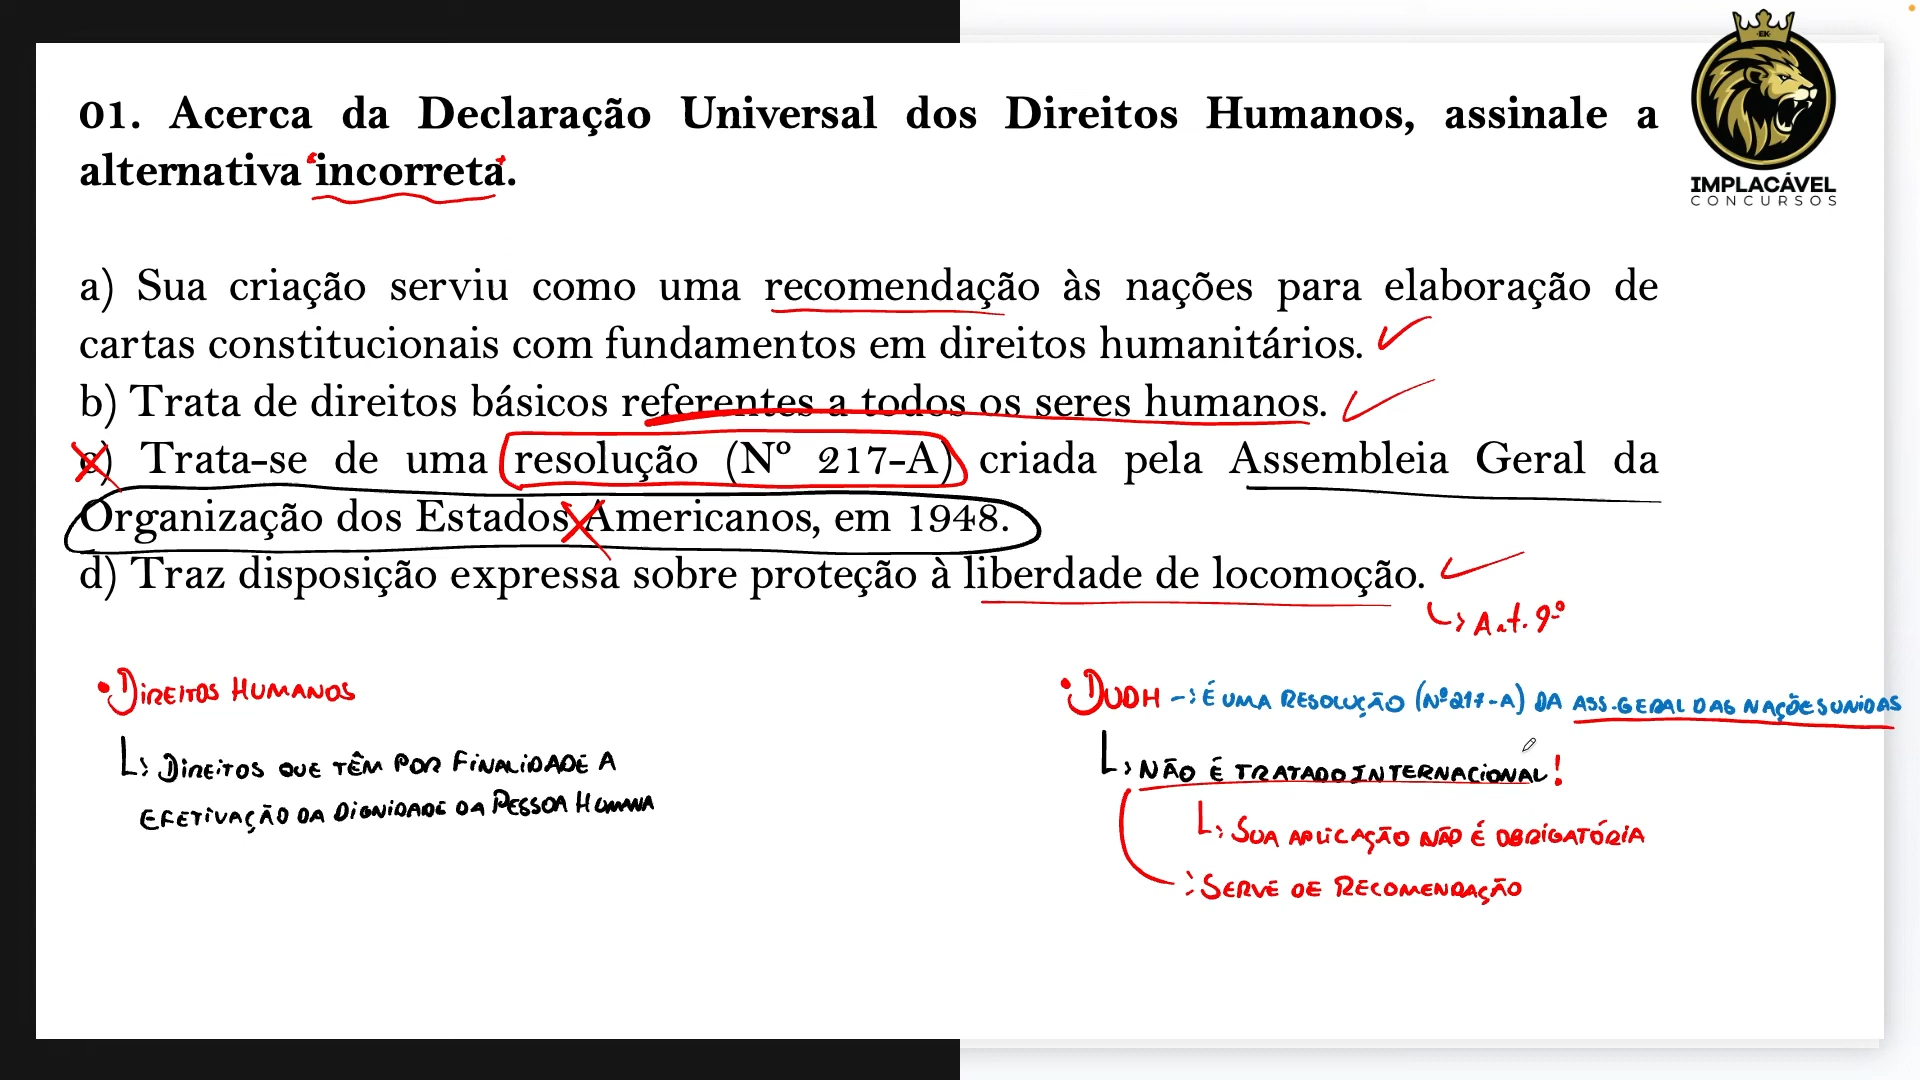 EK
IMPLACÁVEL
CONCURSOS
01. Acerca da Declaração Universal dos Direitos Humanos, assinale a
alternativa "incorreta".
a) Sua criação serviu como uma recomendação às nações para elaboração de
cartas constitucionais com fundamentos em direitos humanitários.
b) Trata de direitos básicos referentes a todos os seres humanos.
c) Trata-se de uma resolução (Nº 217-A) criada pela Assembleia Geral da
Organização dos Estados Americanos, em 1948.
d) Traz disposição expressa sobre proteção à liberdade de locomoção.
Art. 9º
• DIREITOS HUMANOS
DIREITOS QUE TÊM POR FINALIDADE A
EFETIVAÇÃO DA DIGNIDADE DA PESSOA HUMANA
• DUDH -: É UMA RESOLUÇÃO (Nº 217-A) DA ASS. GERAL DAS NAÇÕES UNIDAS
NÃO É TRATADO INTERNACIONAL!
SUA APLICAÇÃO NÃO É OBRIGATÓRIA
SERVE DE RECOMENDAÇÃO